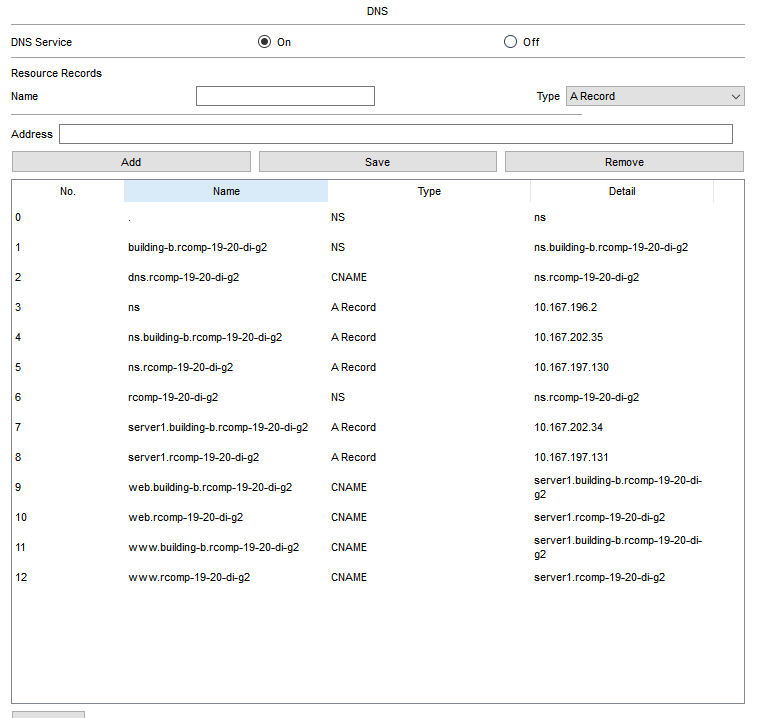 DNS
DNS Service On Off
Resource Records
Name Type A Record
Address
Add Save Remove
No. Name Type Detail
0 . NS ns
1 building-b.rcomp-19-20-di-g2 NS ns.building-b.rcomp-19-20-di-g2
2 dns.rcomp-19-20-di-g2 CNAME ns.rcomp-19-20-di-g2
3 ns A Record 10.167.196.2
4 ns.building-b.rcomp-19-20-di-g2 A Record 10.167.202.35
5 ns.rcomp-19-20-di-g2 A Record 10.167.197.130
6 rcomp-19-20-di-g2 NS ns.rcomp-19-20-di-g2
7 server1.building-b.rcomp-19-20-di-g2 A Record 10.167.202.34
8 server1.rcomp-19-20-di-g2 A Record 10.167.197.131
9 web.building-b.rcomp-19-20-di-g2 CNAME server1.building-b.rcomp-19-20-di-
g2
10 web.rcomp-19-20-di-g2 CNAME server1.rcomp-19-20-di-g2
11 www.building-b.rcomp-19-20-di-g2 CNAME server1.building-b.rcomp-19-20-di-
g2
12 www.rcomp-19-20-di-g2 CNAME server1.rcomp-19-20-di-g2